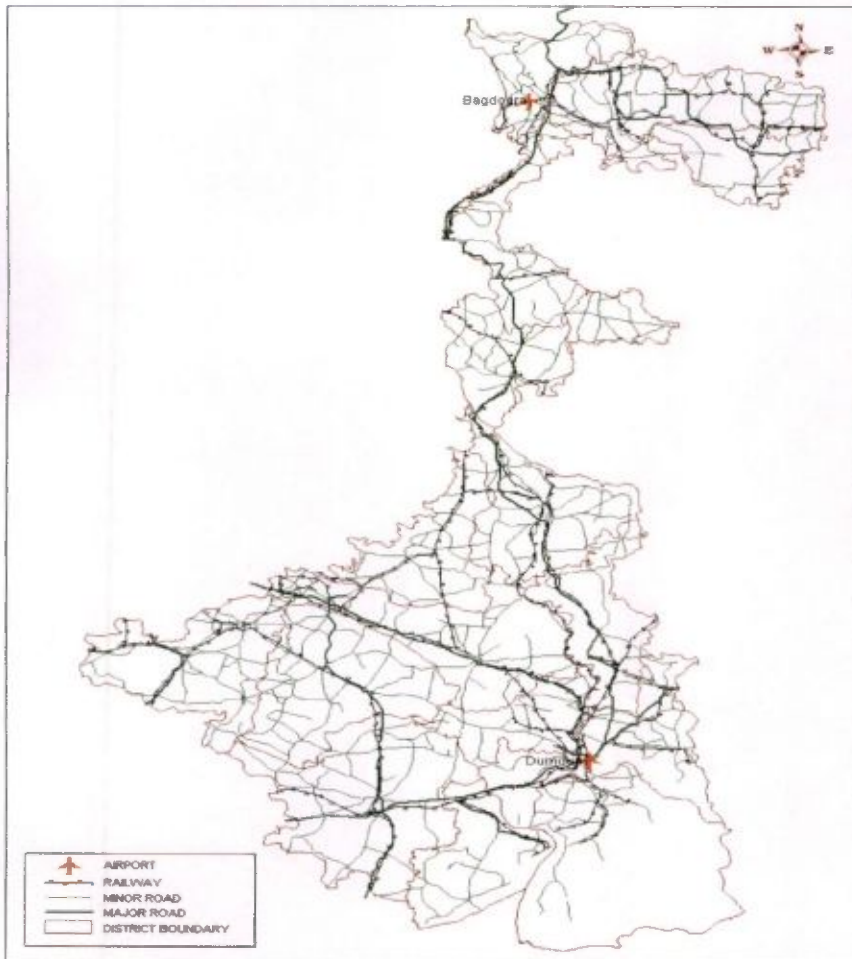 N
W E
S
Bagdogra
Dum
AIRPORT
RAILWAY
MINOR ROAD
MAJOR ROAD
DISTRICT BOUNDARY